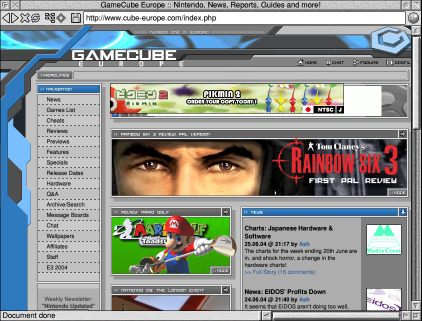 GameCube Europe :: Nintendo, News, Reports, Guides and more!
http://www.cube-europe.com/index.php
NUMBER ONE IN EUROPE!
GAMECUBE
EUROPE
HOME
CHAT
FORUMS
HEADLINES
NAVIGATION
News
Games List
Cheats
Reviews
Previews
Features
Specials
Release Dates
Hardware
Q&A
Archive/Search
Message Boards
Chat
Wallpapers
Affiliates
Staff
E3 2004
Weekly Newsletter:
"Nintendo Updated"
PIKMIN 2
ORDER YOUR COPY TODAY!
NTSC J
>> RAINBOW SIX 3 REVIEW PAL VERSION
Tom Clancy's
RAINBOW SIX 3
FIRST PAL REVIEW
>> REVIEW MARIO GOLF
>> NINTENDO AT THE LONDON EVENT
>> NEWS
Charts: Japanese Hardware &
Software
25.06.04 @ 21:17 by Ash
The charts for the week ending 20th June are
in, and shock horror, a change in the
hardware charts!
>> Full Story (15 comments)
Media Create
News: EIDOS' Profits Down
24.06.04 @ 21:40 by Ash
It seems that EIDOS aren't doing too well,
eidos
Document done